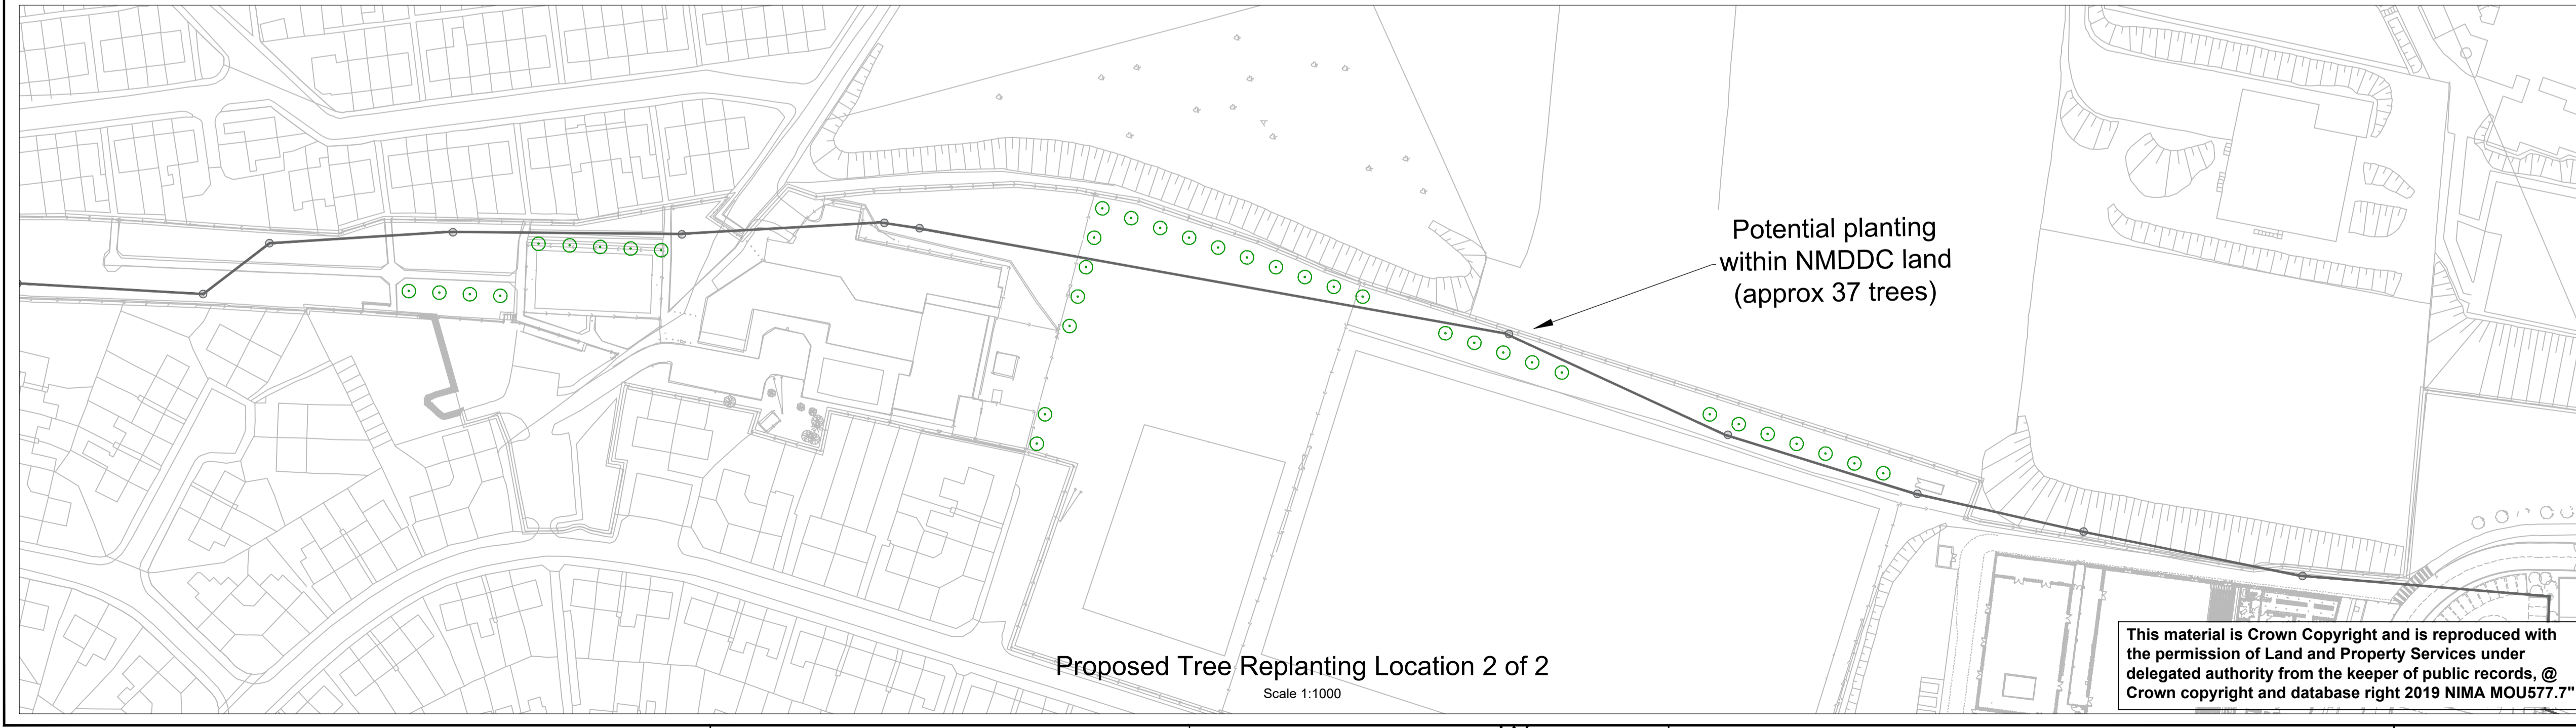 Potential planting
within NMDDC land
(approx 37 trees)
Proposed Tree Replanting Location 2 of 2
Scale 1:1000
This material is Crown Copyright and is reproduced with
the permission of Land and Property Services under
delegated authority from the keeper of public records, @
Crown copyright and database right 2019 NIMA MOU577.7"